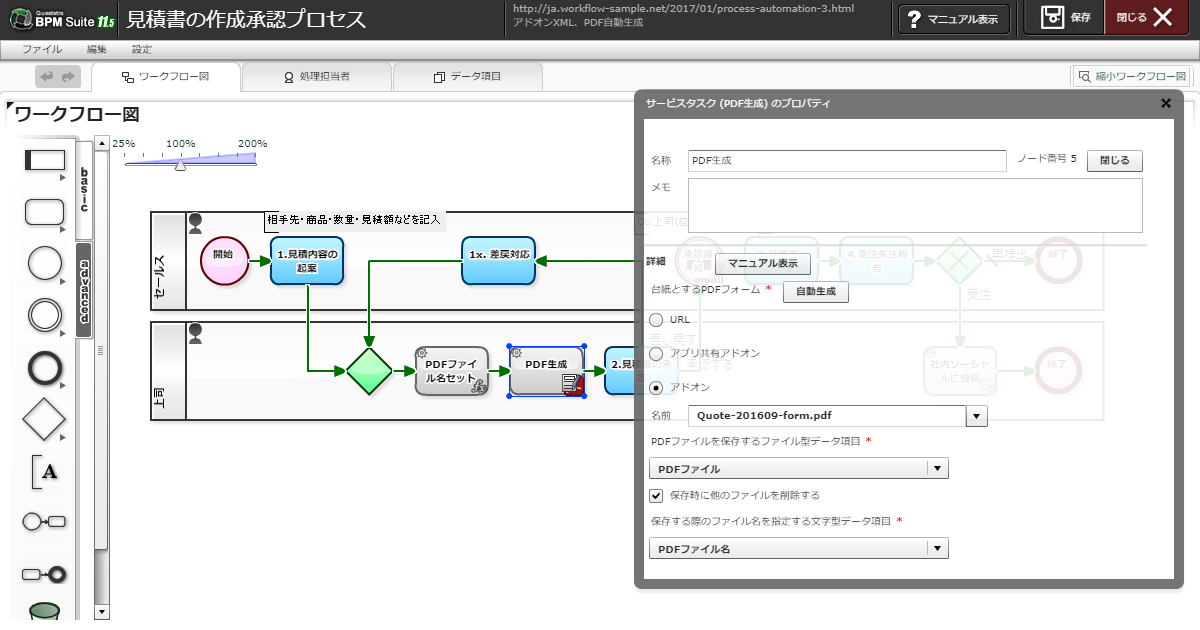 Questetra
BPM Suite 11.5
見積書の作成承認プロセス
http://ja.workflow-sample.net/2017/01/process-automation-3.html
アドオンXML、PDF自動生成
? マニュアル表示
保存
閉じる
ファイル 編集 設定
ワークフロー図
処理担当者
データ項目
縮小ワークフロー図
ワークフロー図
25% 100% 200%
basic
advanced
A
セールス
上司
相手先・商品・数量・見積額などを記入
開始
1.見積内容の
起案
1x. 差戻対応
PDFファイ
ル名セット
PDF生成
サービスタスク (PDF生成) のプロパティ
名称
PDF生成
ノード番号 5
閉じる
メモ
詳細
マニュアル表示
台紙とするPDFフォーム *
自動生成
URL
アプリ共有アドオン
アドオン
名前
Quote-201609-form.pdf
PDFファイルを保存するファイル型データ項目 *
PDFファイル
保存時に他のファイルを削除する
保存する際のファイル名を指定する文字型データ項目 *
PDFファイル名
4.受注失注報
告
再提出
終了
受注
差し戻す
社内ソーシャ
ルに投稿
終了